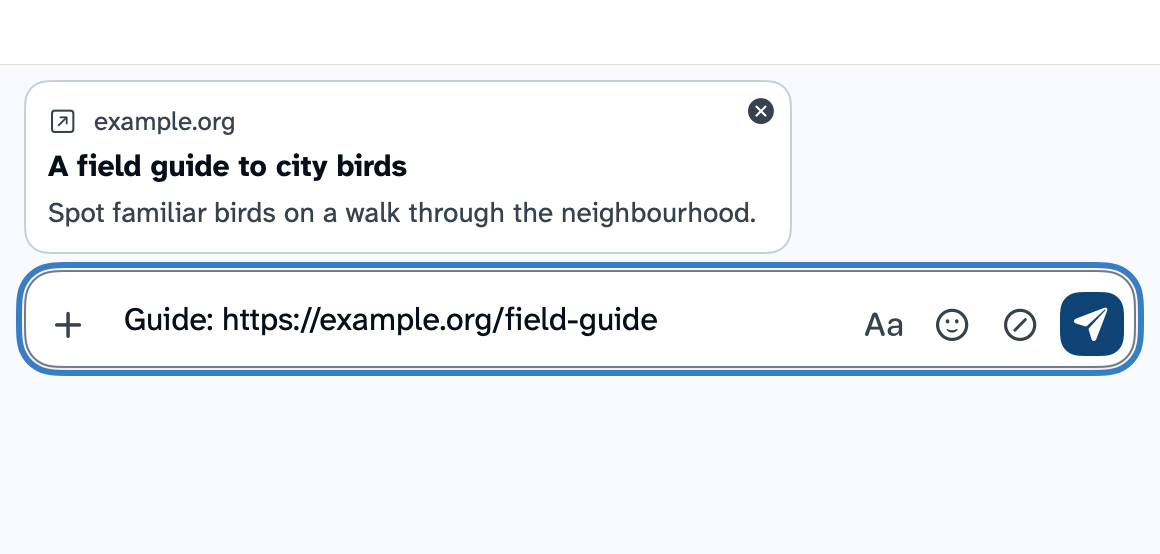 example.org
A field guide to city birds
Spot familiar birds on a walk through the neighbourhood.
Guide: https://example.org/field-guide
Aa